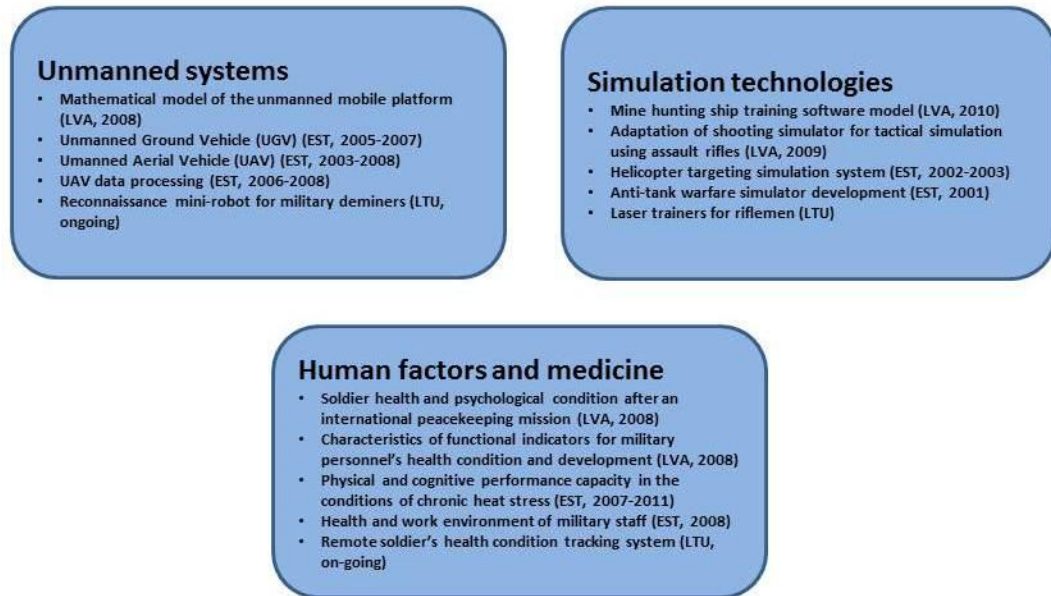 Unmanned systems
• Mathematical model of the unmanned mobile platform
(LVA, 2008)
• Unmanned Ground Vehicle (UGV) (EST, 2005-2007)
• Umanned Aerial Vehicle (UAV) (EST, 2003-2008)
• UAV data processing (EST, 2006-2008)
• Reconnaissance mini-robot for military deminers (LTU,
ongoing)
Simulation technologies
• Mine hunting ship training software model (LVA, 2010)
• Adaptation of shooting simulator for tactical simulation
using assault rifles (LVA, 2009)
• Helicopter targeting simulation system (EST, 2002-2003)
• Anti-tank warfare simulator development (EST, 2001)
• Laser trainers for riflemen (LTU)
Human factors and medicine
• Soldier health and psychological condition after an
international peacekeeping mission (LVA, 2008)
• Characteristics of functional indicators for military
personnel's health condition and development (LVA, 2008)
• Physical and cognitive performance capacity in the
conditions of chronic heat stress (EST, 2007-2011)
• Health and work environment of military staff (EST, 2008)
• Remote soldier's health condition tracking system (LTU,
on-going)